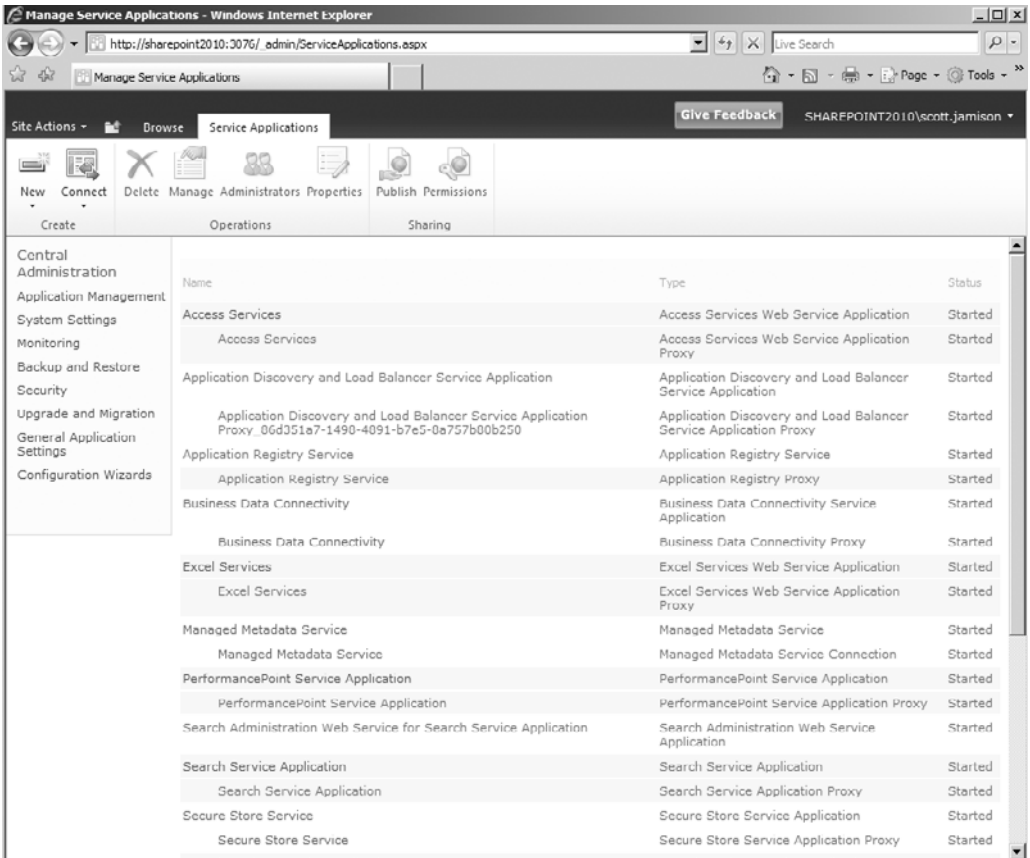 Manage Service Applications - Windows Internet Explorer
http://sharepoint2010:3076/_admin/ServiceApplications.aspx
Live Search
Manage Service Applications
Page
Tools
Give Feedback
SHAREPOINT2010\scott.jamison
Site Actions
Browse
Service Applications
New Connect Delete Manage Administrators Properties Publish Permissions
Create Operations Sharing
Central
Administration
Application Management
System Settings
Monitoring
Backup and Restore
Security
Upgrade and Migration
General Application
Settings
Configuration Wizards
Name Type Status
Access Services Access Services Web Service Application Started
Access Services Access Services Web Service Application Started
Proxy
Application Discovery and Load Balancer Service Application Application Discovery and Load Balancer Started
Service Application
Application Discovery and Load Balancer Service Application Application Discovery and Load Balancer Started
Proxy_06d351a7-1490-4091-b7e5-0a757b00b250 Service Application Proxy
Application Registry Service Application Registry Service Started
Application Registry Service Application Registry Proxy Started
Business Data Connectivity Business Data Connectivity Service Started
Application
Business Data Connectivity Business Data Connectivity Proxy Started
Excel Services Excel Services Web Service Application Started
Excel Services Excel Services Web Service Application Started
Proxy
Managed Metadata Service Managed Metadata Service Started
Managed Metadata Service Managed Metadata Service Connection Started
PerformancePoint Service Application PerformancePoint Service Application Started
PerformancePoint Service Application PerformancePoint Service Application Proxy Started
Search Administration Web Service for Search Service Application Search Administration Web Service Started
Application
Search Service Application Search Service Application Started
Search Service Application Search Service Application Proxy Started
Secure Store Service Secure Store Service Application Started
Secure Store Service Secure Store Service Application Proxy Started